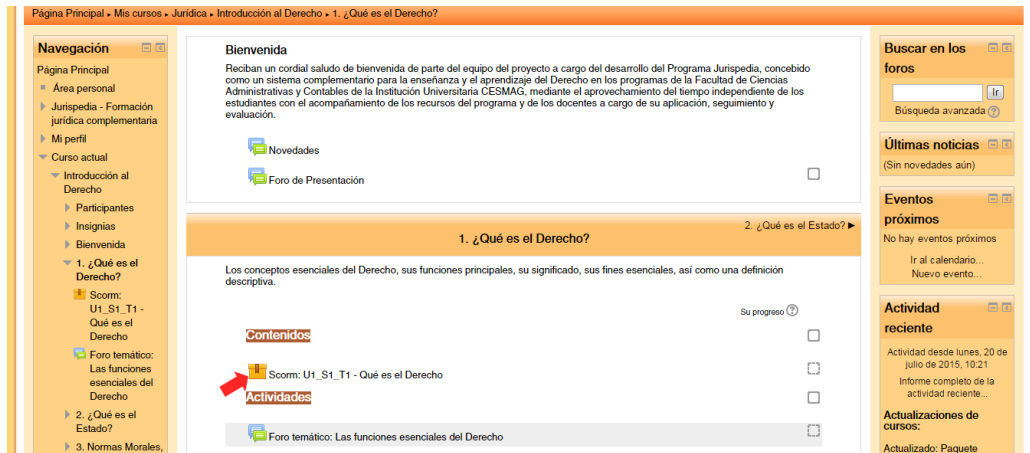 Página Principal ▸ Mis cursos ▸ Jurídica ▸ Introducción al Derecho ▸ 1. ¿Qué es el Derecho?
Navegación
Página Principal
Área personal
Jurispedia - Formación
jurídica complementaria
Mi perfil
Curso actual
Introducción al
Derecho
Participantes
Insignias
Bienvenida
1. ¿Qué es el
Derecho?
Scorm:
U1_S1_T1 -
Qué es el
Derecho
Foro temático:
Las funciones
esenciales del
Derecho
2. ¿Qué es el
Estado?
3. Normas Morales,
Bienvenida
Reciban un cordial saludo de bienvenida de parte del equipo del proyecto a cargo del desarrollo del Programa Jurispedia, concebido
como un sistema complementario para la enseñanza y el aprendizaje del Derecho en los programas de la Facultad de Ciencias
Administrativas y Contables de la Institución Universitaria CESMAG, mediante el aprovechamiento del tiempo independiente de los
estudiantes con el acompañamiento de los recursos del programa y de los docentes a cargo de su aplicación, seguimiento y
evaluación.
Novedades
Foro de Presentación
2. ¿Qué es el Estado? ►
1. ¿Qué es el Derecho?
Los conceptos esenciales del Derecho, sus funciones principales, su significado, sus fines esenciales, así como una definición
descriptiva.
Su progreso
Contenidos
Scorm: U1_S1_T1 - Qué es el Derecho
Actividades
Foro temático: Las funciones esenciales del Derecho
Buscar en los
foros
Ir
Búsqueda avanzada
Últimas noticias
(Sin novedades aún)
Eventos
próximos
No hay eventos próximos
Ir al calendario...
Nuevo evento...
Actividad
reciente
Actividad desde lunes, 20 de
julio de 2015, 10:21
Informe completo de la
actividad reciente...
Actualizaciones de
cursos:
Actualizado: Paquete